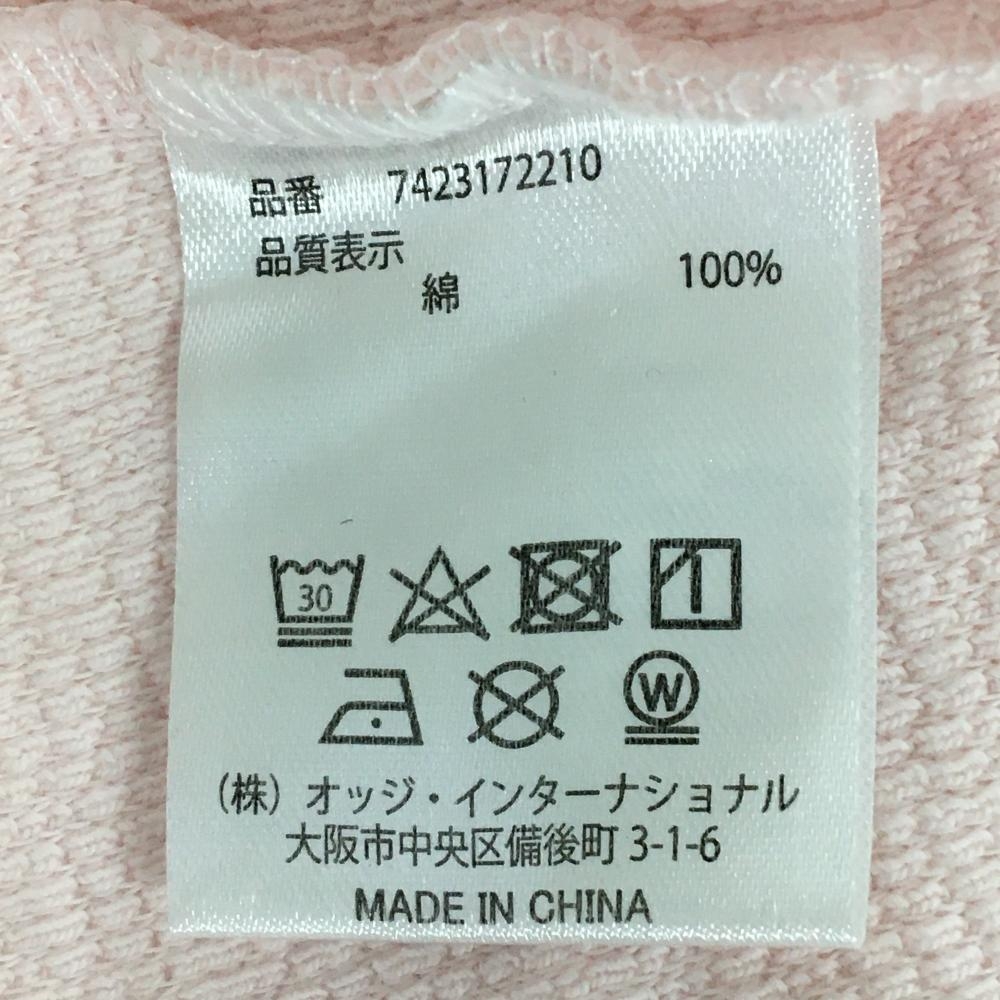 品番 7423172210
品質表示
綿 100%
30
W
(株) オッジ・インターナショナル
大阪市中央区備後町 3-1-6
MADE IN CHINA